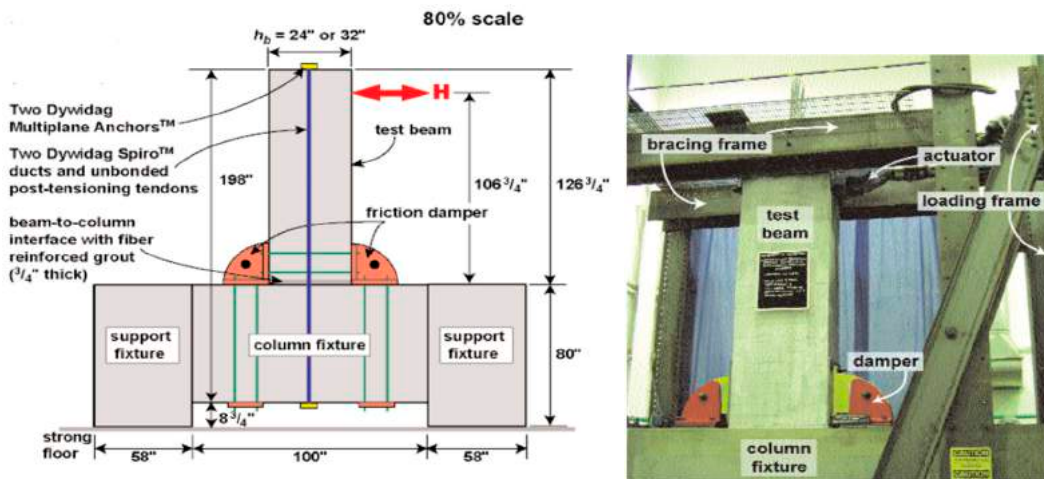 80% scale
h_b = 24" or 32"
Two Dywidag
Multiplane Anchors™
Two Dywidag Spiro™
ducts and unbonded
post-tensioning tendons
beam-to-column
interface with fiber
reinforced grout
(3/4" thick)
198"
H
test beam
friction damper
106 3/4"
126 3/4"
support
fixture
column fixture
support
fixture
80"
8 3/4"
strong
floor
58"
100"
58"
bracing frame
actuator
loading frame
test
beam
damper
column
fixture
CAUTION
CAUTION